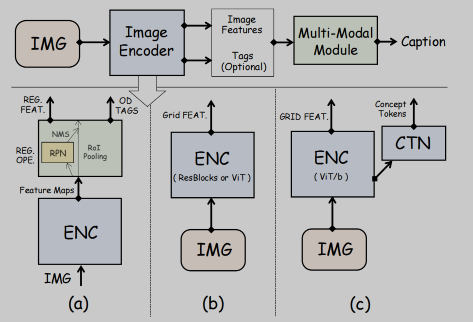 IMG
Image
Encoder
Image
Features
Tags
(Optional)
Multi-Modal
Module
Caption
REG.
FEAT.
OD
TAGS
NMS
RoI
Pooling
REG.
OPE.
RPN
Feature Maps
ENC
IMG
(a)
Grid FEAT.
ENC
( ResBlocks or ViT )
IMG
(b)
GRID FEAT.
Concept
Tokens
ENC
( ViT/b )
CTN
IMG
(c)